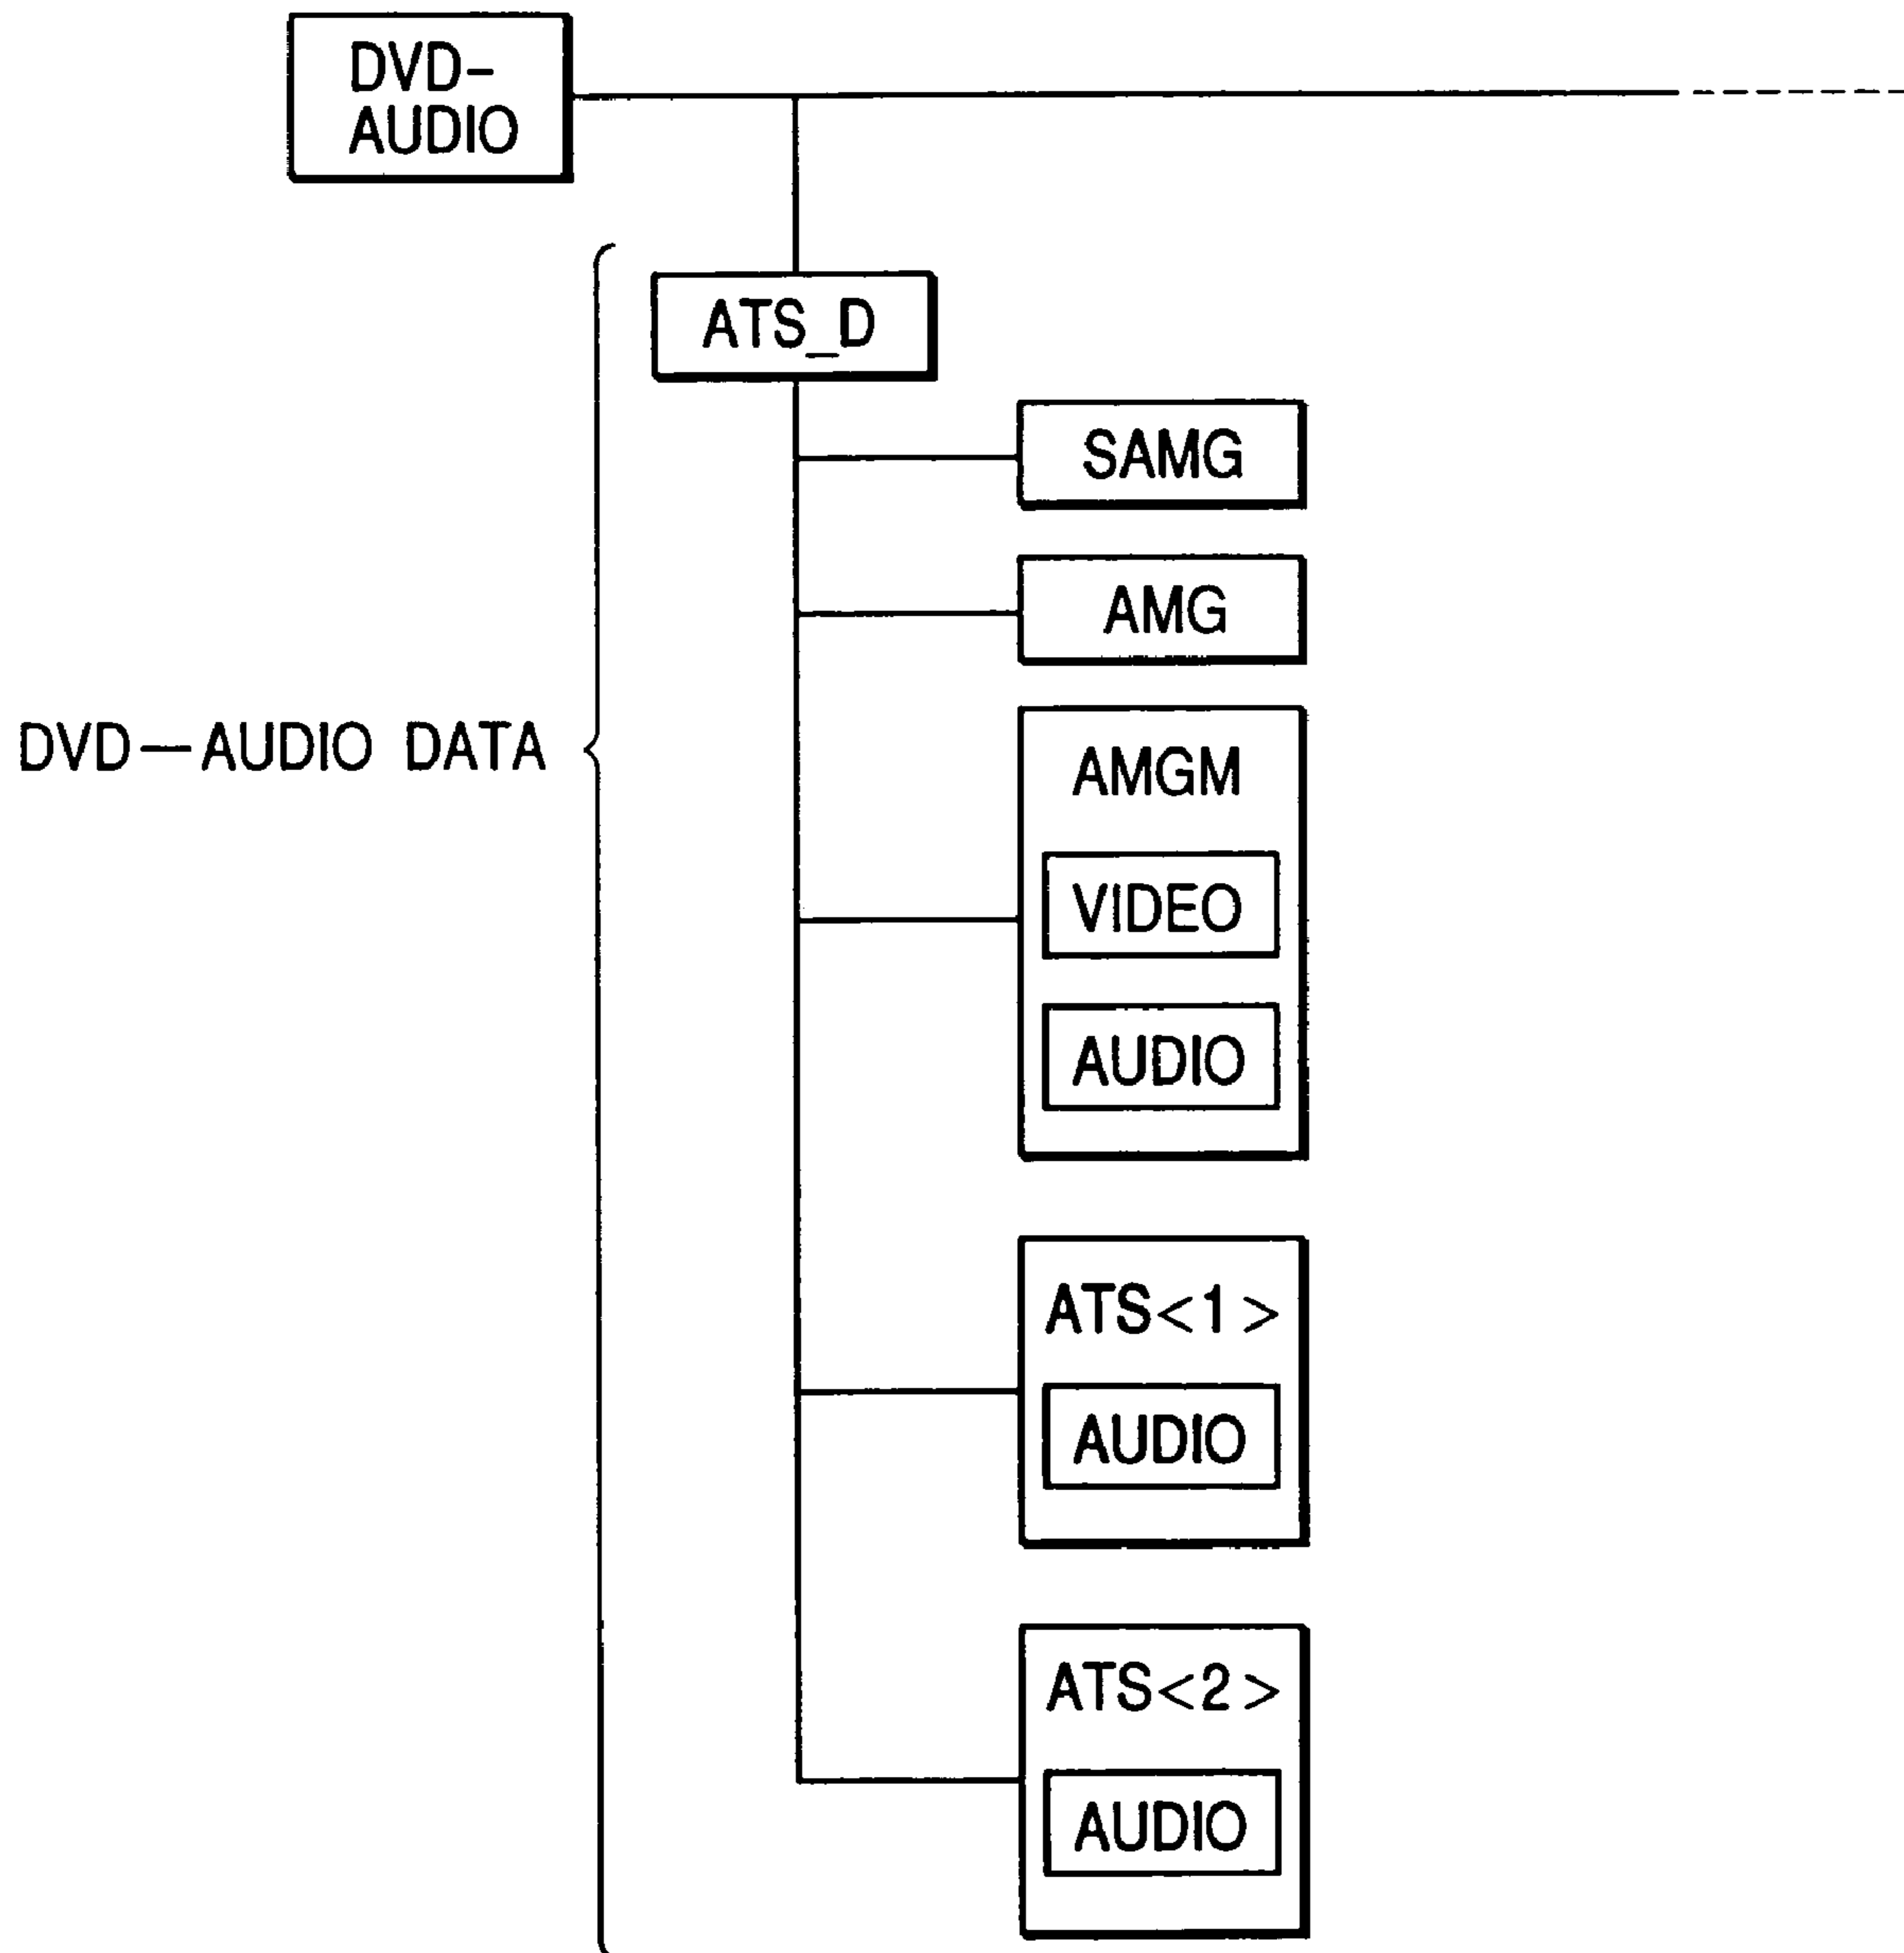 DVD-
AUDIO
ATS_D
SAMG
AMG
DVD—AUDIO DATA
AMGM
VIDEO
AUDIO
ATS<1>
AUDIO
ATS<2>
AUDIO